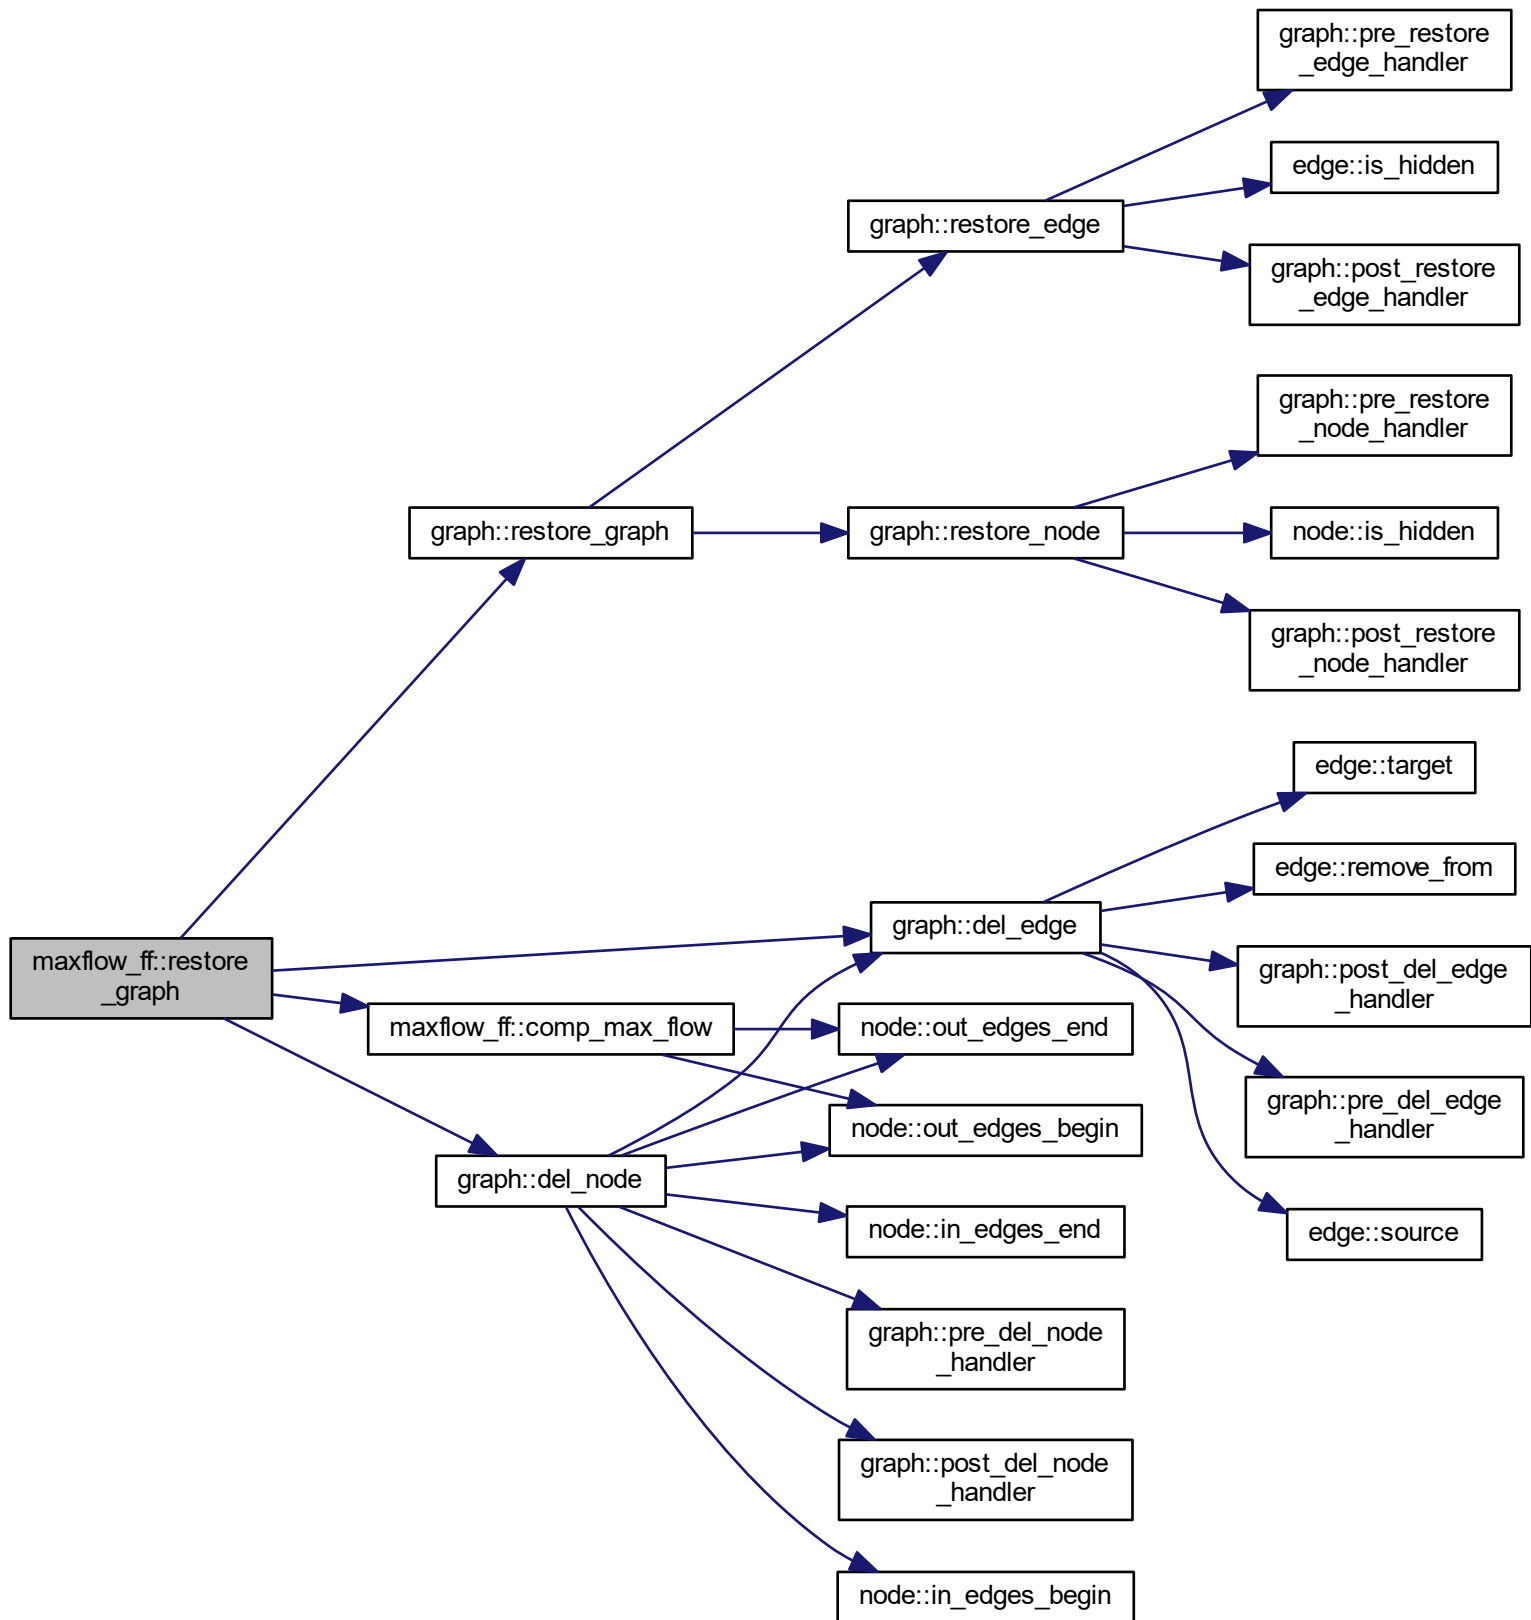 graph::pre_restore
_edge_handler
edge::is_hidden
graph::restore_edge
graph::post_restore
_edge_handler
graph::pre_restore
_node_handler
graph::restore_graph
graph::restore_node
node::is_hidden
graph::post_restore
_node_handler
edge::target
edge::remove_from
graph::del_edge
maxflow_ff::restore
_graph
graph::post_del_edge
_handler
maxflow_ff::comp_max_flow
node::out_edges_end
graph::pre_del_edge
_handler
node::out_edges_begin
graph::del_node
node::in_edges_end
edge::source
graph::pre_del_node
_handler
graph::post_del_node
_handler
node::in_edges_begin